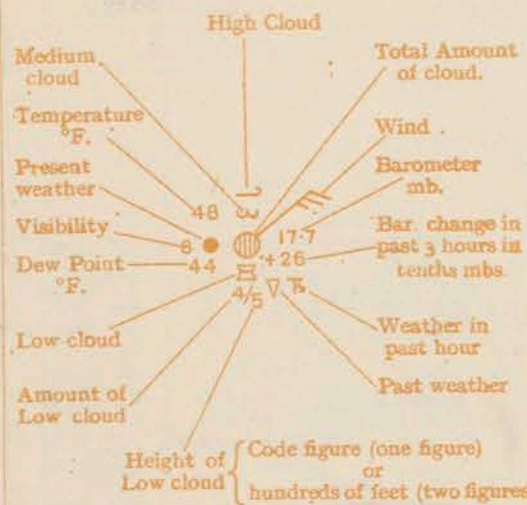 High Cloud
Medium cloud
Total Amount of cloud.
Temperature °F.
Wind.
Present weather
Barometer mb.
48
Visibility
6
17.7
Bar. change in past 3 hours in tenths mbs.
+26
Dew Point °F.
44
4/5
Low cloud
Weather in past hour
Amount of Low cloud
Past weather
Height of Low cloud
Code figure (one figure)
or
hundreds of feet (two figures